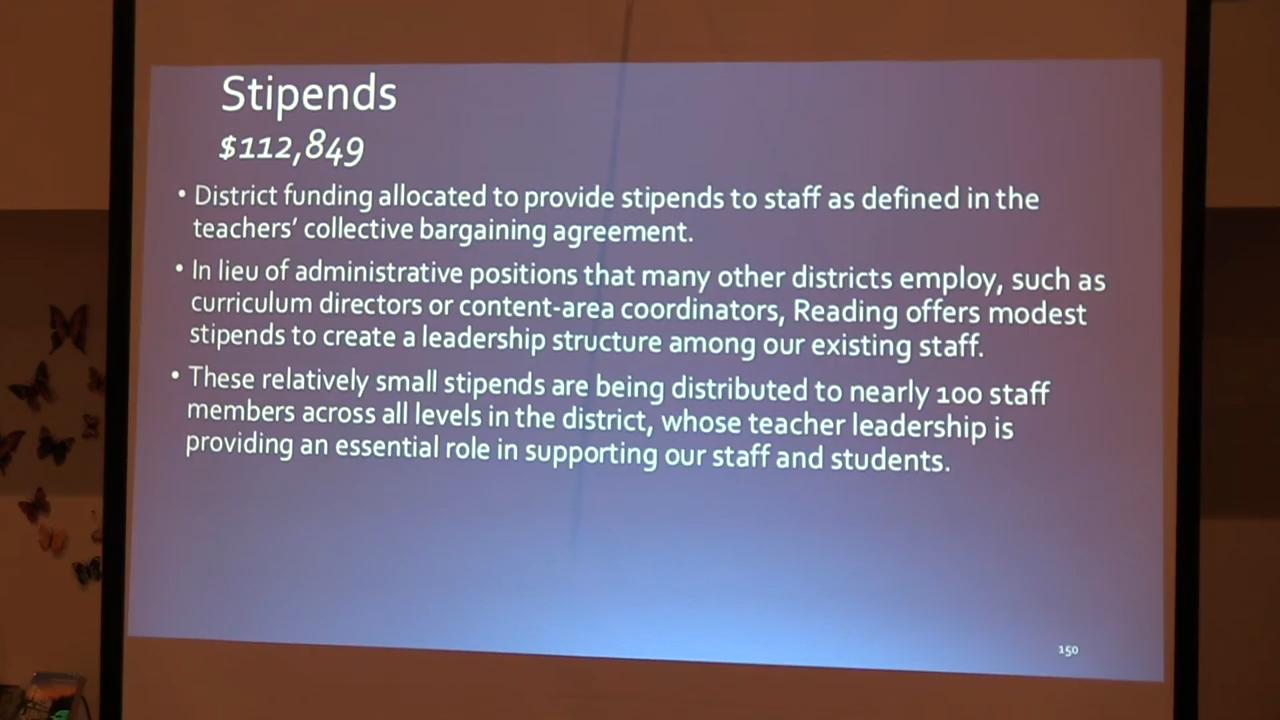 Stipends
$112,849
• District funding allocated to provide stipends to staff as defined in the
teachers’ collective bargaining agreement.
• In lieu of administrative positions that many other districts employ, such as
curriculum directors or content-area coordinators, Reading offers modest
stipends to create a leadership structure among our existing staff.
• These relatively small stipends are being distributed to nearly 100 staff
members across all levels in the district, whose teacher leadership is
providing an essential role in supporting our staff and students.
150